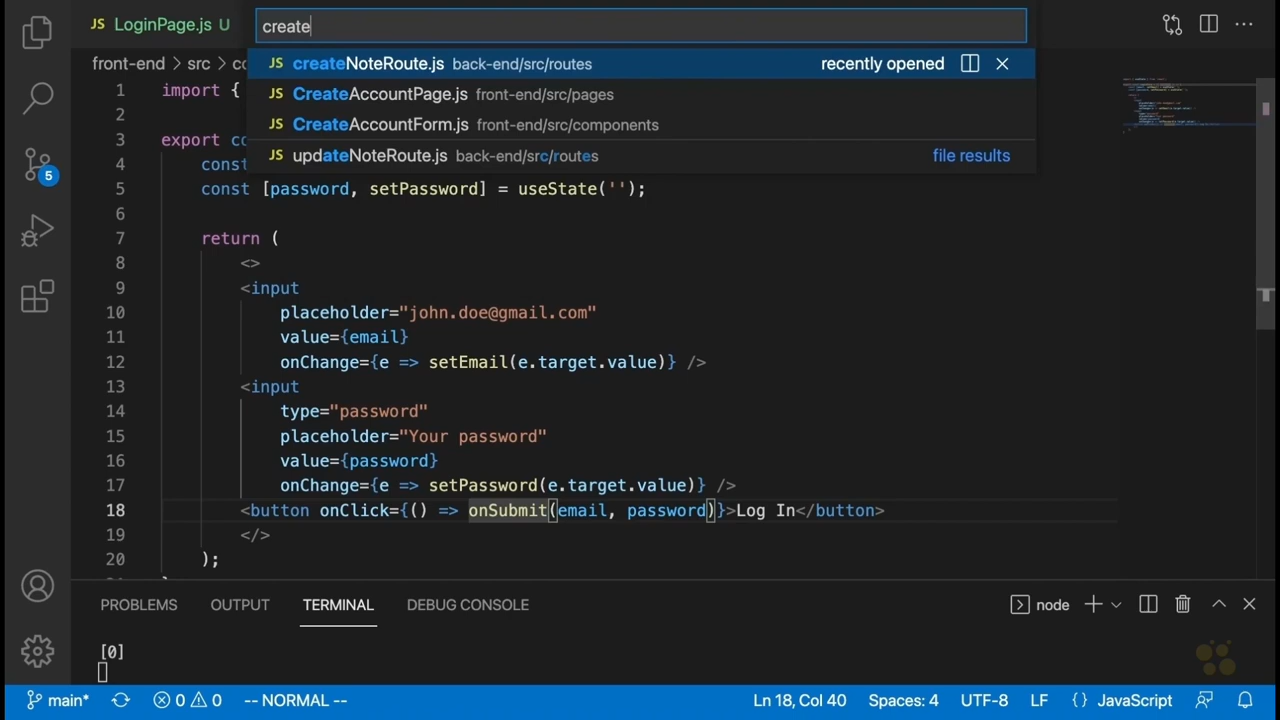 JS LoginPage.js U
create
JS createNoteRoute.js back-end/src/routes recently opened
JS CreateAccountPage.js front-end/src/pages
JS CreateAccountForm.js front-end/src/components
JS updateNoteRoute.js back-end/src/routes file results
front-end > src > co
1 import {
2
3 export co
4 const
5 const [password, setPassword] = useState('');
6
7 return (
8 <>
9 <input
10 placeholder="john.doe@gmail.com"
11 value={email}
12 onChange={e => setEmail(e.target.value)} />
13 <input
14 type="password"
15 placeholder="Your password"
16 value={password}
17 onChange={e => setPassword(e.target.value)} />
18 <button onClick={() => onSubmit(email, password)}>Log In</button>
19 </>
20 );
5
PROBLEMS OUTPUT TERMINAL DEBUG CONSOLE node
[0]
main* 0 0 -- NORMAL -- Ln 18, Col 40 Spaces: 4 UTF-8 LF {} JavaScript